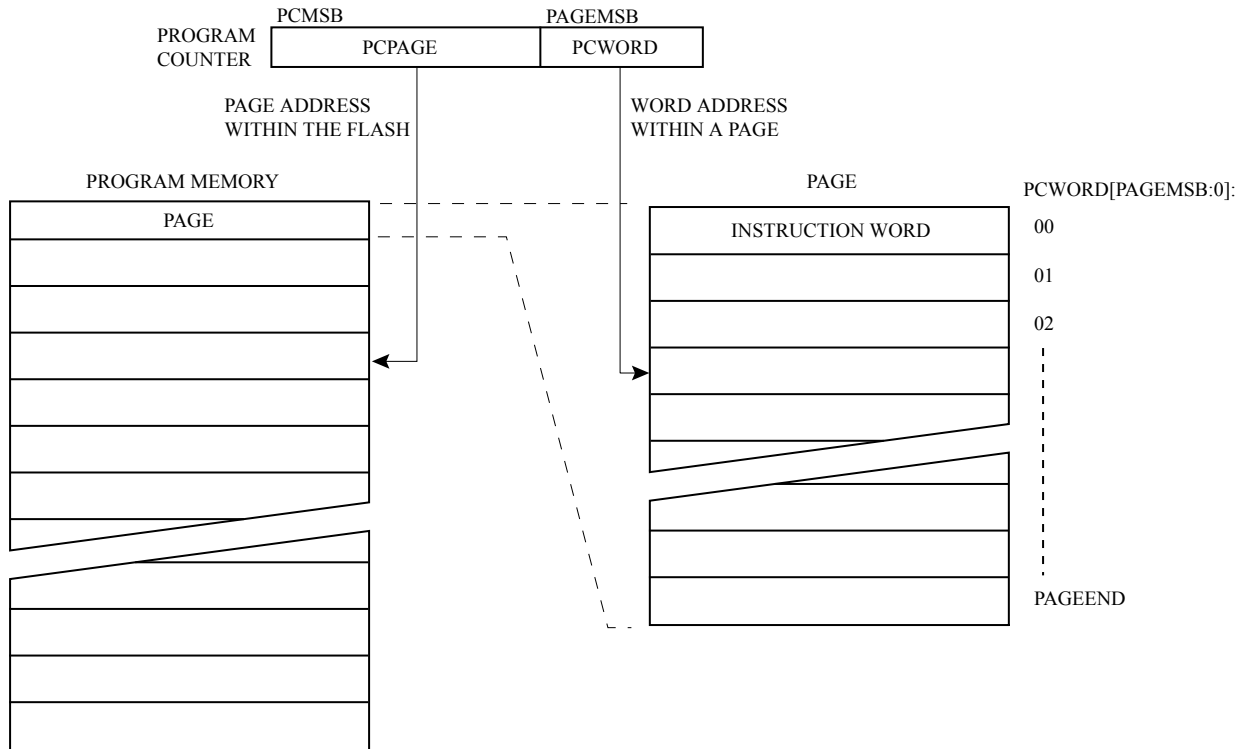 PCMSB
PAGEMSB
PROGRAM
COUNTER
PCPAGE
PCWORD
PAGE ADDRESS
WITHIN THE FLASH
WORD ADDRESS
WITHIN A PAGE
PROGRAM MEMORY
PAGE
PAGE
PCWORD[PAGEMSB:0]:
INSTRUCTION WORD
00
01
02
PAGEEND